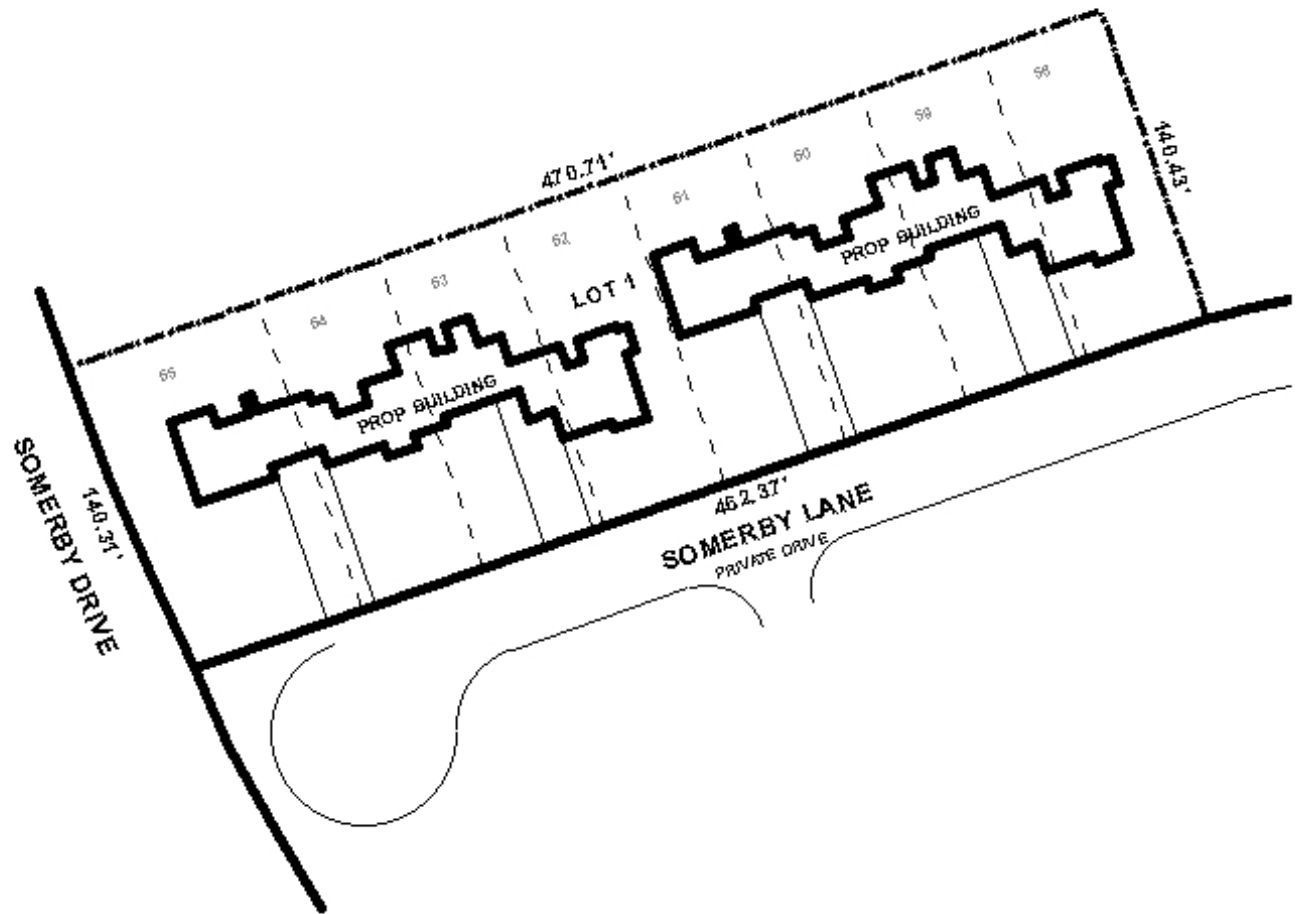 58
59
470.71'
60
140.43'
61
62
PROP BUILDING
63
LOT 1
64
65
PROP BUILDING
462.37'
SOMERBY LANE
PRIVATE DRIVE
140.31'
SOMERBY DRIVE